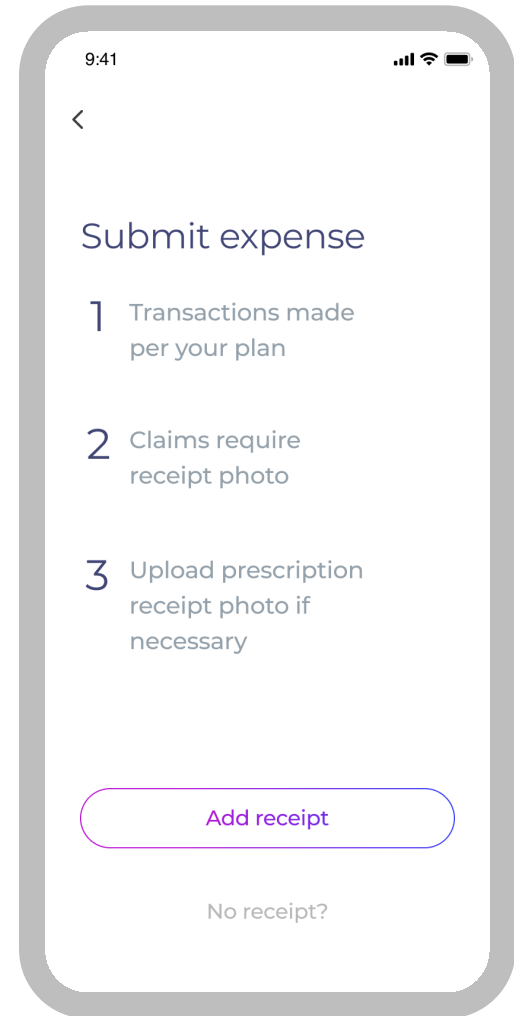 9:41
Submit expense
1 Transactions made
per your plan
2 Claims require
receipt photo
3 Upload prescription
receipt photo if
necessary
Add receipt
No receipt?